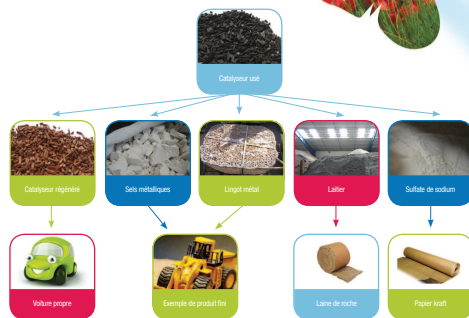 Catalyseur usé
Catalyseur régénéré
Sels métalliques
Lingot métal
Laitier
Sulfate de sodium
Voiture propre
Exemple de produit fini
Laine de roche
Papier kraft